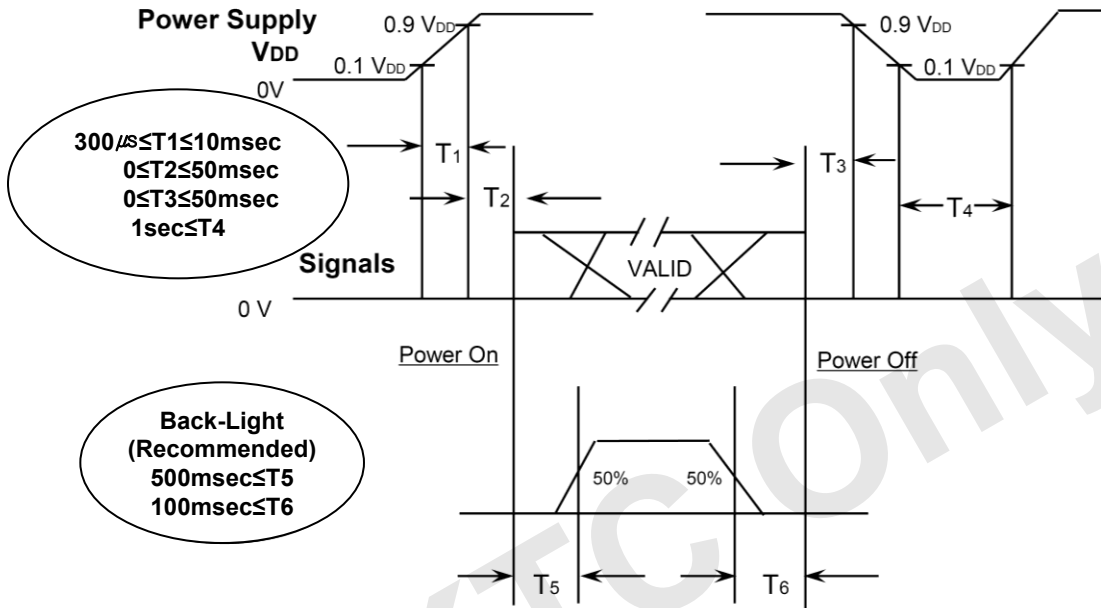 Power Supply
VDD
0.9 VDD
0.1 VDD
0V
0.9 VDD
0.1 VDD
300㎲≤T1≤10msec
0≤T2≤50msec
0≤T3≤50msec
1sec≤T4
T1
T2
T3
T4
Signals
VALID
0 V
Power On
Power Off
Back-Light
(Recommended)
500msec≤T5
100msec≤T6
50%
50%
T5
T6
TC Only